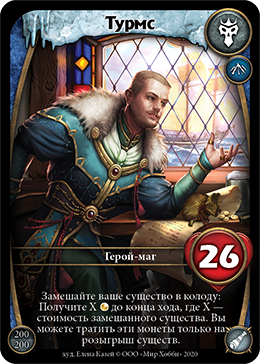 Турмс
Герой-маг
26
Замешайте ваше существо в колоду:
Получите X до конца хода, где X —
стоимость замешанного существа. Вы
можете тратить эти монеты только на
розыгрыш существ.
200
200
худ. Елена Казей © ООО «Мир Хобби» 2020